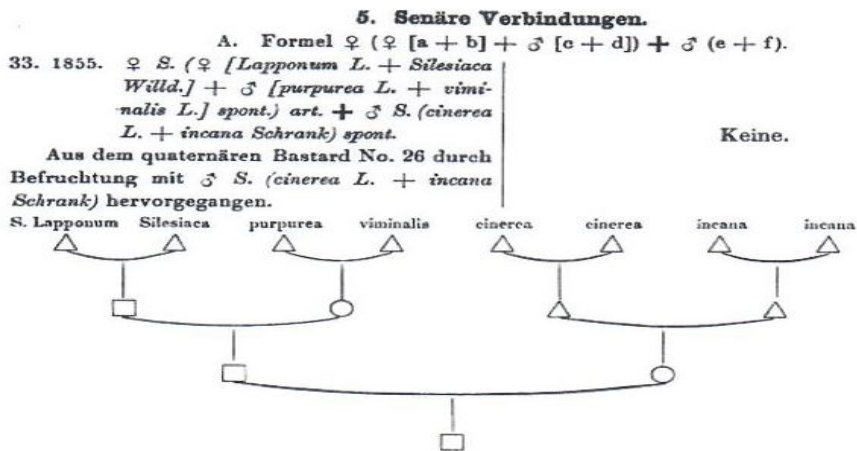 5. Senäre Verbindungen.
A. Formel ♀ (♀ [a + b] + ♂ [c + d]) + ♂ (e + f).
33. 1855. ♀ S. (♀ [Lapponum L. + Silesiaca
Willd.] + ♂ [purpurea L. + vimi-
nalis L.] spont.) art. + ♂ S. (cinerea
L. + incana Schrank) spont.
Keine.
Aus dem quaternären Bastard No. 26 durch
Befruchtung mit ♂ S. (cinerea L. + incana
Schrank) hervorgegangen.
S. Lapponum Silesiaca purpurea viminalis cinerea cinerea incana incana